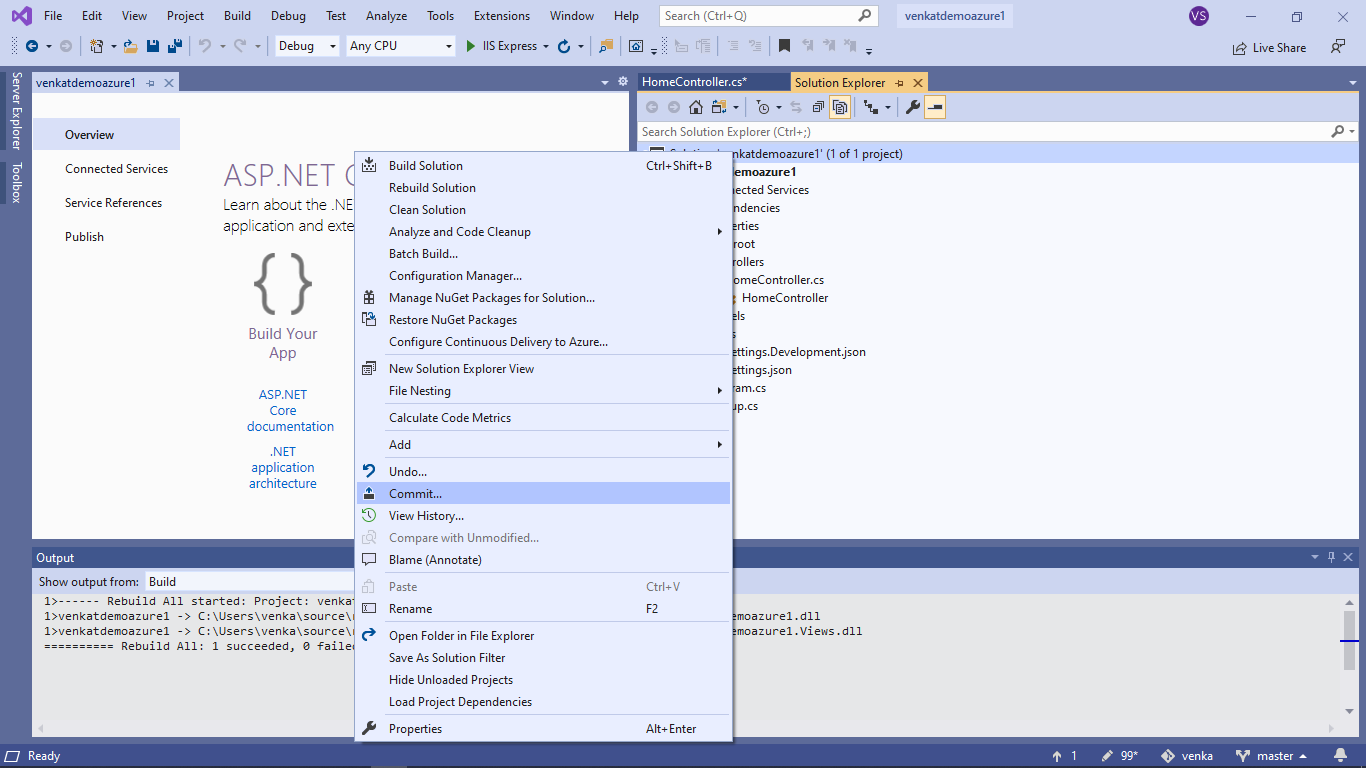 File Edit View Project Build Debug Test Analyze Tools Extensions Window Help Search (Ctrl+Q) venkatdemoazure1 VS
Debug Any CPU IIS Express Live Share
Server Explorer
Toolbox
venkatdemoazure1
Overview
Connected Services
Service References
Publish
ASP.NET
Learn about the .NE
application and exte
{}
Build Your
App
ASP.NET
Core
documentation
.NET
application
architecture
Build Solution Ctrl+Shift+B
Rebuild Solution
Clean Solution
Analyze and Code Cleanup
Batch Build...
Configuration Manager...
Manage NuGet Packages for Solution...
Restore NuGet Packages
Configure Continuous Delivery to Azure...
New Solution Explorer View
File Nesting
Calculate Code Metrics
Add
Undo...
Commit...
View History...
Compare with Unmodified...
Blame (Annotate)
Paste Ctrl+V
Rename F2
Open Folder in File Explorer
Save As Solution Filter
Hide Unloaded Projects
Load Project Dependencies
Properties Alt+Enter
HomeController.cs* Solution Explorer
Search Solution Explorer (Ctrl+;)
enkatdemoazure1' (1 of 1 project)
demoazure1
ected Services
ndencies
erties
root
rollers
omeController.cs
HomeController
els
s
ettings.Development.json
ettings.json
ram.cs
up.cs
Output
Show output from: Build
1>------ Rebuild All started: Project: venkat
1>venkatdemoazure1 -> C:\Users\venka\source\ emoazure1.dll
1>venkatdemoazure1 -> C:\Users\venka\source\ emoazure1.Views.dll
========== Rebuild All: 1 succeeded, 0 failed
Ready 1 99* venka master